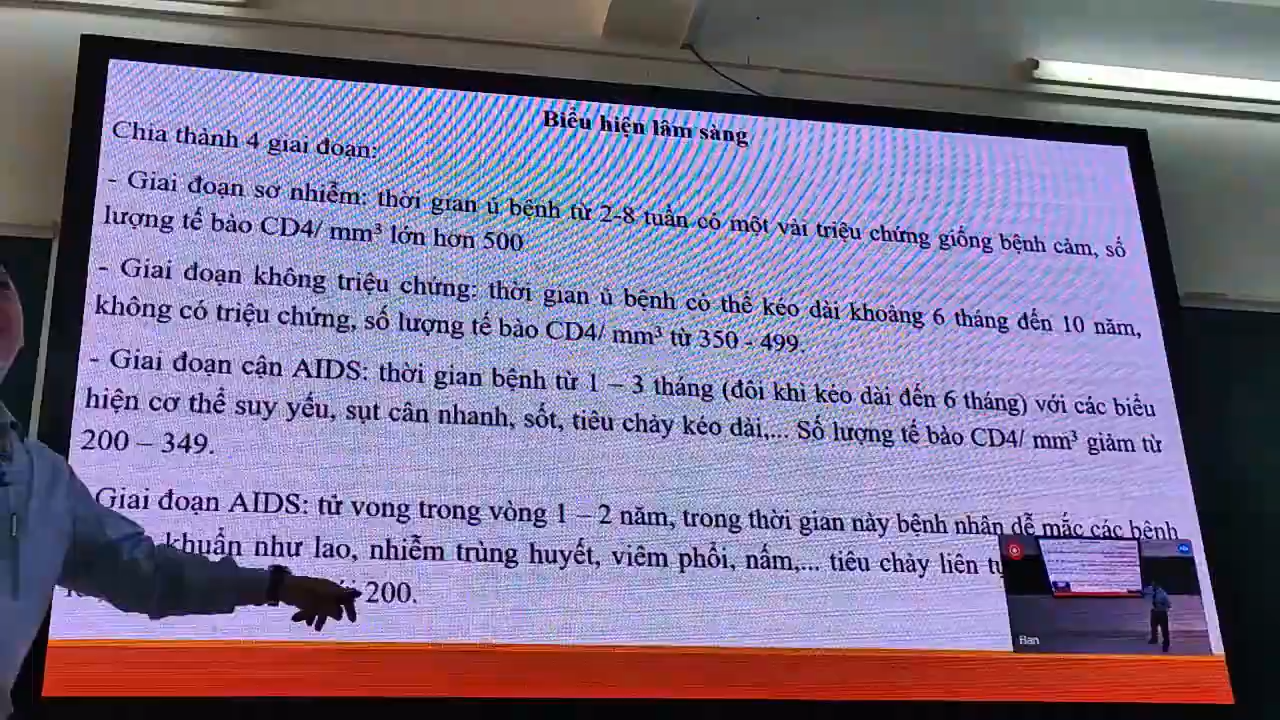 Biểu hiện lâm sàng
Chia thành 4 giai đoạn:
- Giai đoạn sơ nhiễm: thời gian ủ bệnh từ 2-8 tuần có một vài triệu chứng giống bệnh cảm, số
lượng tế bào CD4/ mm³ lớn hơn 500
- Giai đoạn không triệu chứng: thời gian ủ bệnh có thể kéo dài khoảng 6 tháng đến 10 năm,
không có triệu chứng, số lượng tế bào CD4/ mm³ từ 350 - 499.
- Giai đoạn cận AIDS: thời gian bệnh từ 1 – 3 tháng (đôi khi kéo dài đến 6 tháng) với các biểu
hiện cơ thể suy yếu, sụt cân nhanh, sốt, tiêu chảy kéo dài,... Số lượng tế bào CD4/ mm³ giảm từ
200 – 349.
Giai đoạn AIDS: tử vong trong vòng 1 – 2 năm, trong thời gian này bệnh nhân dễ mắc các bệnh
khuẩn như lao, nhiễm trùng huyết, viêm phổi, nấm,... tiêu chảy liên
200.